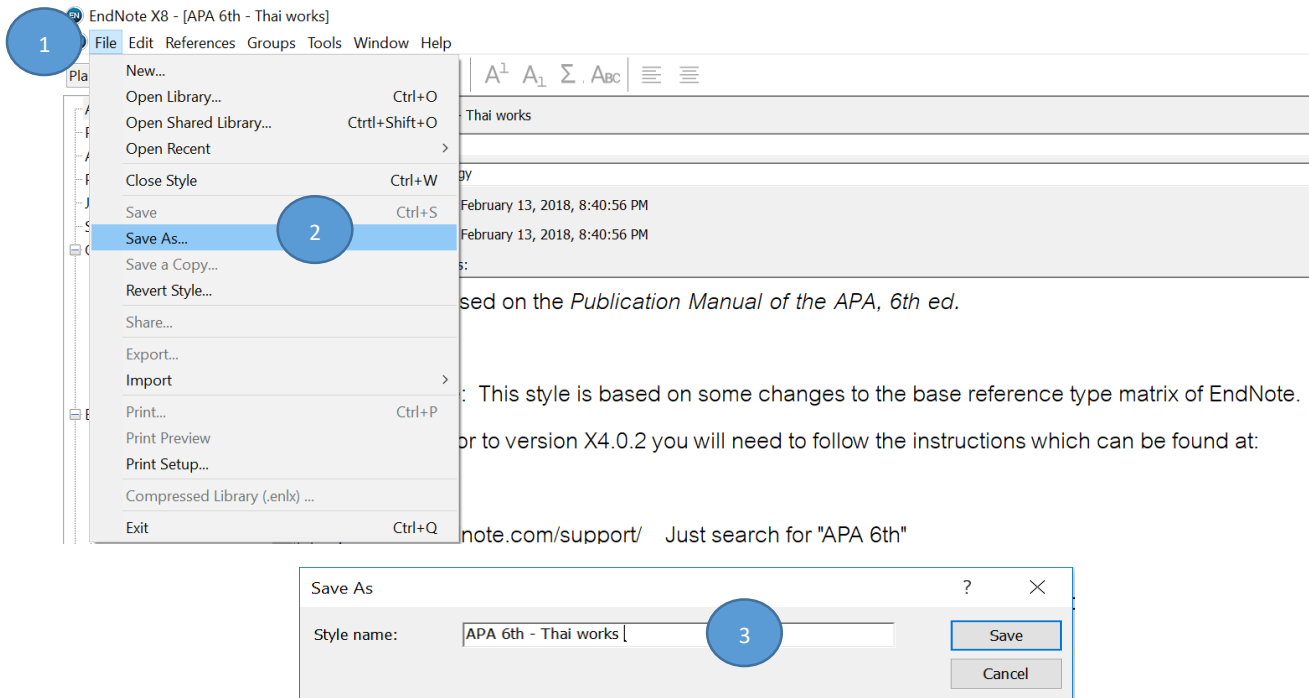 EndNote X8 - [APA 6th - Thai works]
1
File Edit References Groups Tools Window Help
Pla
New...
Open Library... Ctrl+O
Open Shared Library... Ctrtl+Shift+O
Open Recent >
Close Style Ctrl+W
Save Ctrl+S
Save As...
2
Save a Copy...
Revert Style...
Share...
Export...
Import >
Print... Ctrl+P
Print Preview
Print Setup...
Compressed Library (.enlx) ...
Exit Ctrl+Q
A¹ A₁ Σ ABC
- Thai works
gy
February 13, 2018, 8:40:56 PM
February 13, 2018, 8:40:56 PM
s:
sed on the Publication Manual of the APA, 6th ed.
: This style is based on some changes to the base reference type matrix of EndNote.
or to version X4.0.2 you will need to follow the instructions which can be found at:
note.com/support/ Just search for "APA 6th"
Save As ?
Style name: APA 6th - Thai works
3
Save
Cancel